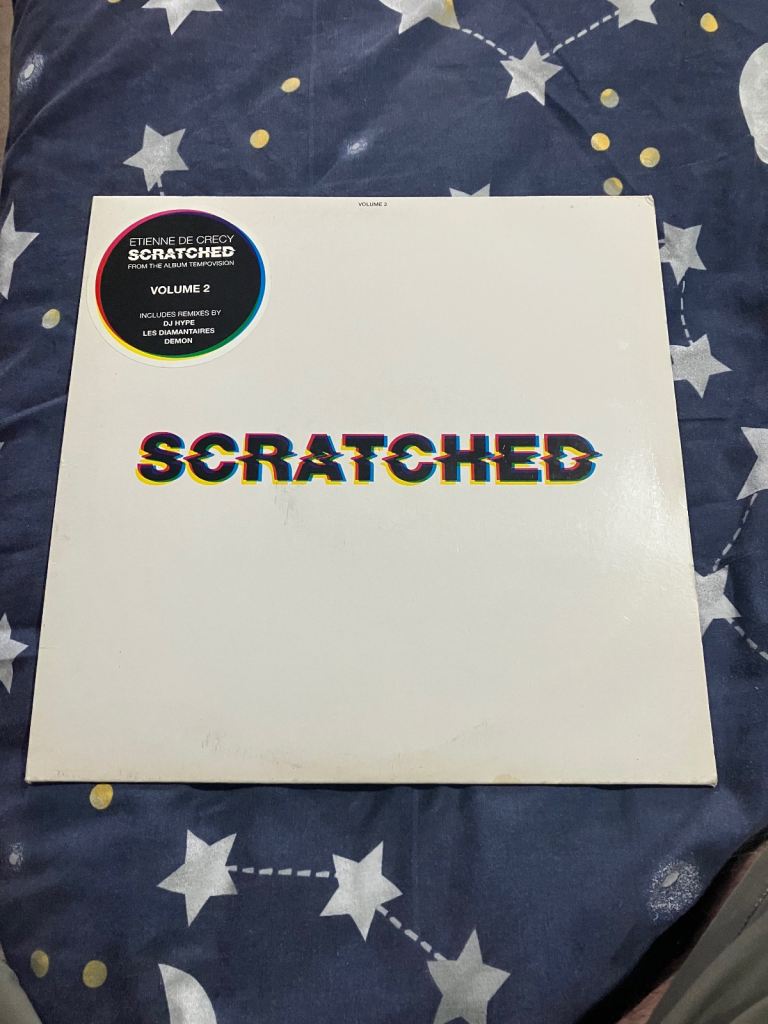 VOLUME 2
ETIENNE DE CRECY
SCRATCHED
FROM THE ALBUM TEMPOVISION
VOLUME 2
INCLUDES REMIXES BY
DJ HYPE
LES DIAMANTAIRES
DEMON
SCRATCHED